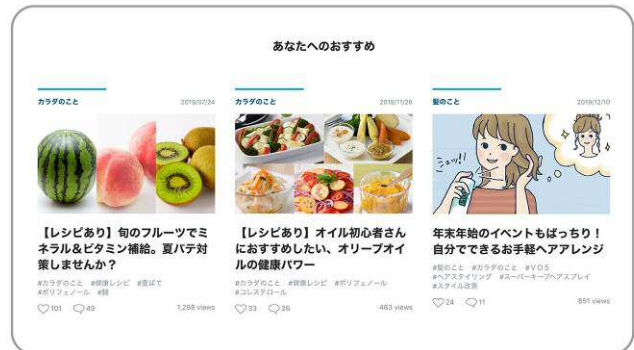 あなたへのおすすめ
カラダのこと 2019/07/24
【レシピあり】旬のフルーツでミ
ネラル＆ビタミン補給。夏バテ対
策しませんか？
#カラダのこと #健康レシピ #夏ばて
#ポリフェノール
101 49 1,298 views
カラダのこと 2019/11/26
【レシピあり】オイル初心者さん
におすすめしたい、オリーブオイ
ルの健康パワー
#カラダのこと #健康レシピ #ポリフェノール
#コレステロール
33 26 463 views
髪のこと 2019/12/10
シュッ!!
年末年始のイベントもばっちり！
自分でできるお手軽ヘアアレンジ
#髪のこと #カラダのこと #ＶＯ５
#ヘアスタイリング #スーパーキープヘアスプレイ
#スタイル改善
24 11 651 views